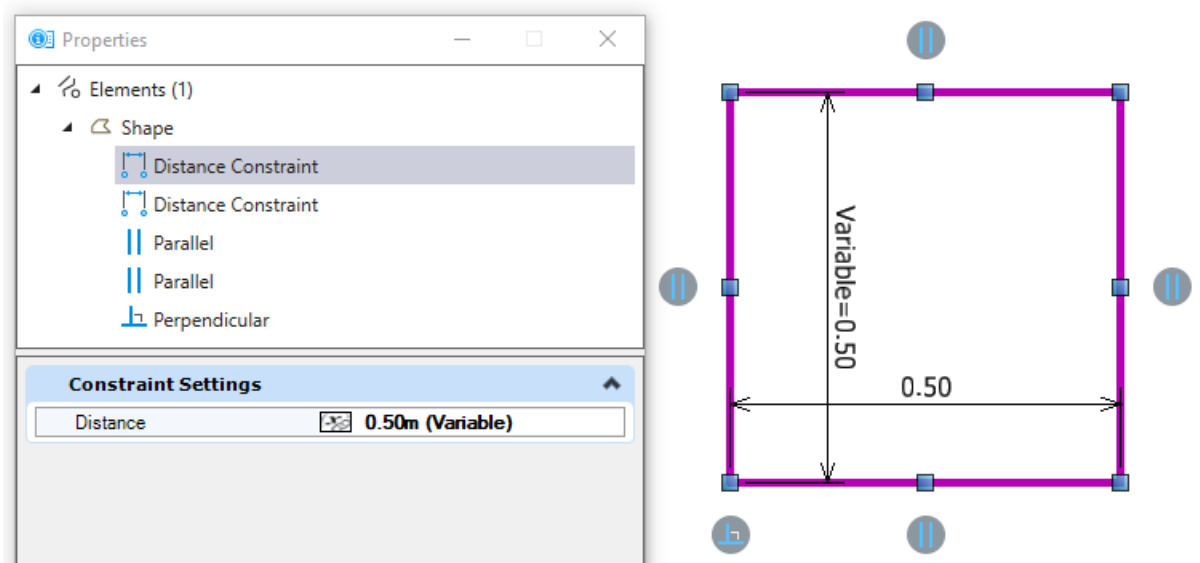 Properties
Elements (1)
Shape
Distance Constraint
Distance Constraint
Parallel
Parallel
Perpendicular
Constraint Settings
Distance 0.50m (Variable)
Variable=0.50
0.50